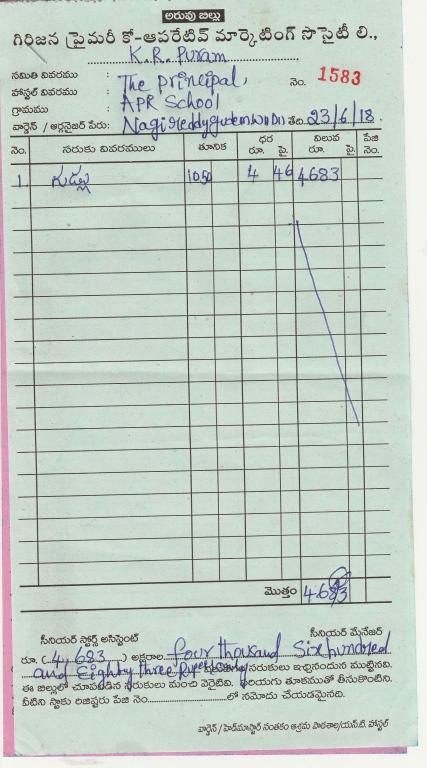 అరువు బిల్లు
గిరిజన ప్రైమరీ కో-ఆపరేటివ్ మార్కెటింగ్ సొసైటీ లి.,
K.R. Puram
సమితి వివరము : The principal, నెం. 1583
హాస్టల్ వివరము : APR School
గ్రామము :
వార్డెన్ / ఆర్గనైజర్ పేరు: Nagireddygudem తేది 23/6/18.
నెం. సరుకు వివరములు తూనిక ధర రూ. పై. విలువ రూ. పై. పేజి నెం.
1. గుడ్లు 1050 4 46 4683
మొత్తం 4683
సీనియర్ స్టోర్స్ అసిస్టెంట్ సీనియర్ మేనేజర్
రూ. (4,683) అక్షరాల four thousand Six hundred
and Eighty three rupees only సరుకులు ఇచ్చినందున ముట్టినవి.
ఈ బిల్లులో చూపబడిన సరుకులు మంచి వెరైటివి. సరియగు తూకముతో తీసుకొంటిని.
వీటిని స్టాకు రిజిష్టరు పేజి నెం. లో నమోదు చేయడమైనది.
వార్డెన్ / హెడ్‌మాస్టర్ సంతకం ఆశ్రమ పాఠశాల/యస్.టి. హాస్టల్